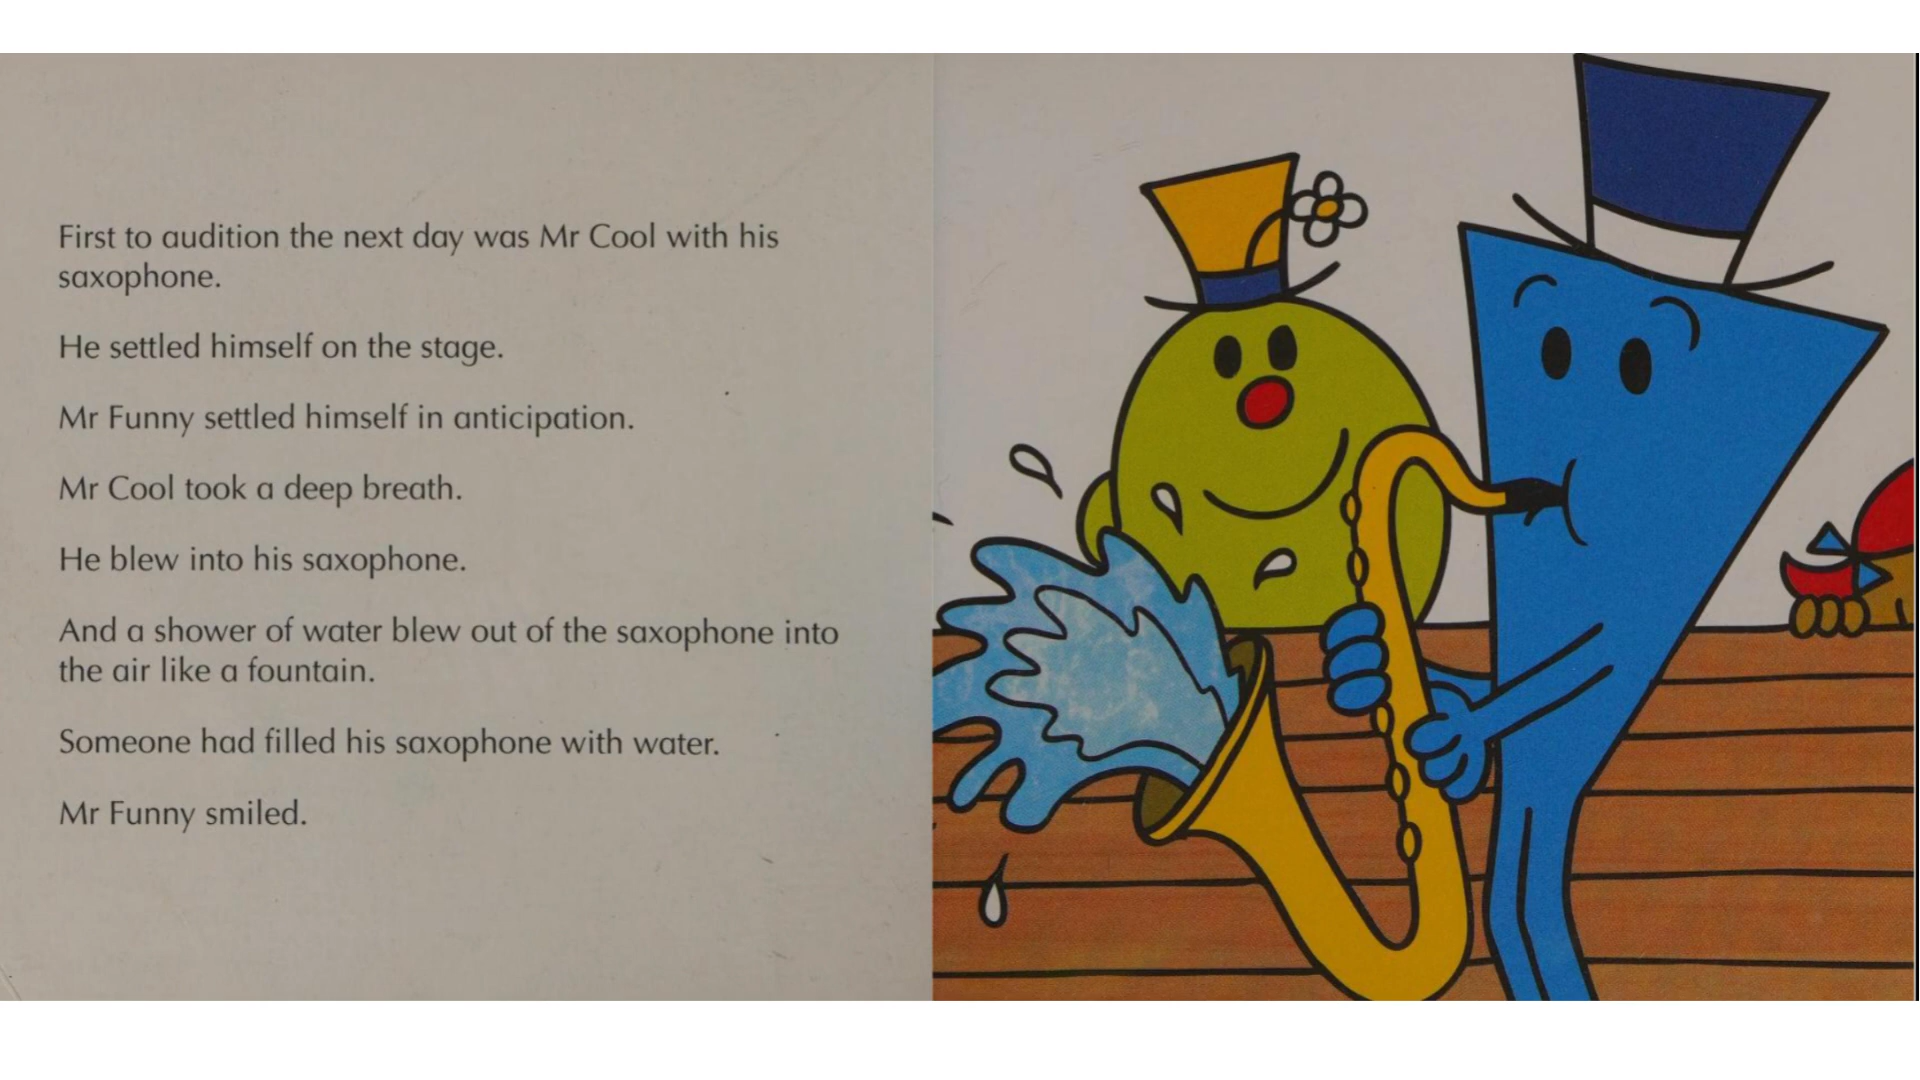 First to audition the next day was Mr Cool with his
saxophone.
He settled himself on the stage.
Mr Funny settled himself in anticipation.
Mr Cool took a deep breath.
He blew into his saxophone.
And a shower of water blew out of the saxophone into
the air like a fountain.
Someone had filled his saxophone with water.
Mr Funny smiled.